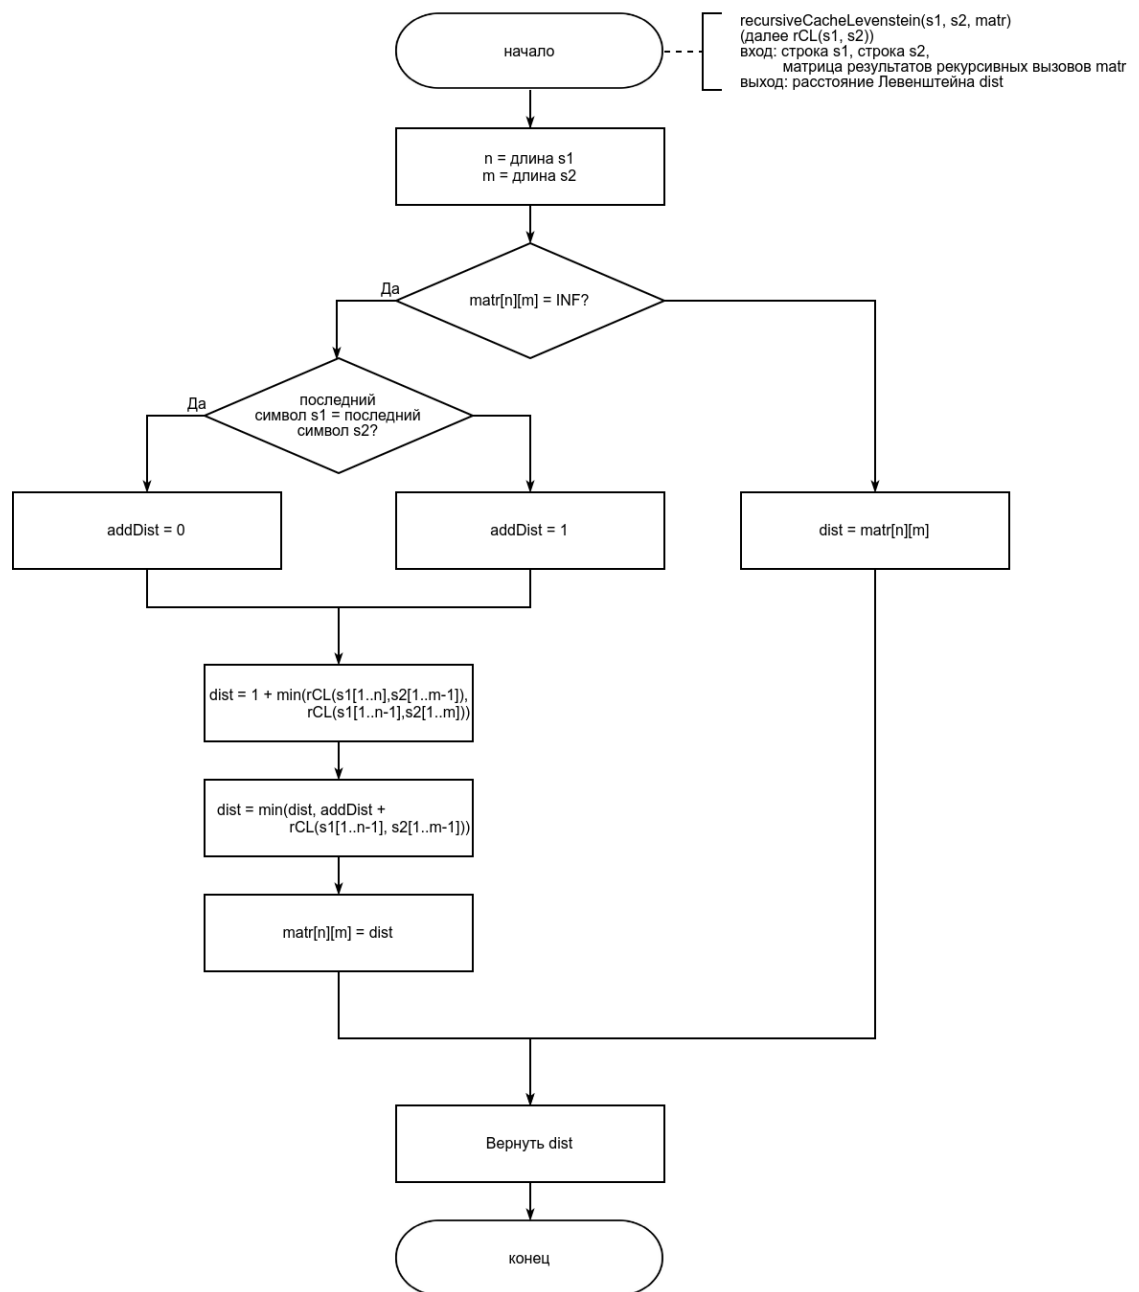 начало
recursiveCacheLevenstein(s1, s2, matr)
(далее rCL(s1, s2))
вход: строка s1, строка s2,
матрица результатов рекурсивных вызовов matr
выход: расстояние Левенштейна dist
n = длина s1
m = длина s2
Да
matr[n][m] = INF?
Да
последний
символ s1 = последний
символ s2?
addDist = 0
addDist = 1
dist = matr[n][m]
dist = 1 + min(rCL(s1[1..n],s2[1..m-1]),
rCL(s1[1..n-1],s2[1..m]))
dist = min(dist, addDist +
rCL(s1[1..n-1], s2[1..m-1]))
matr[n][m] = dist
Вернуть dist
конец